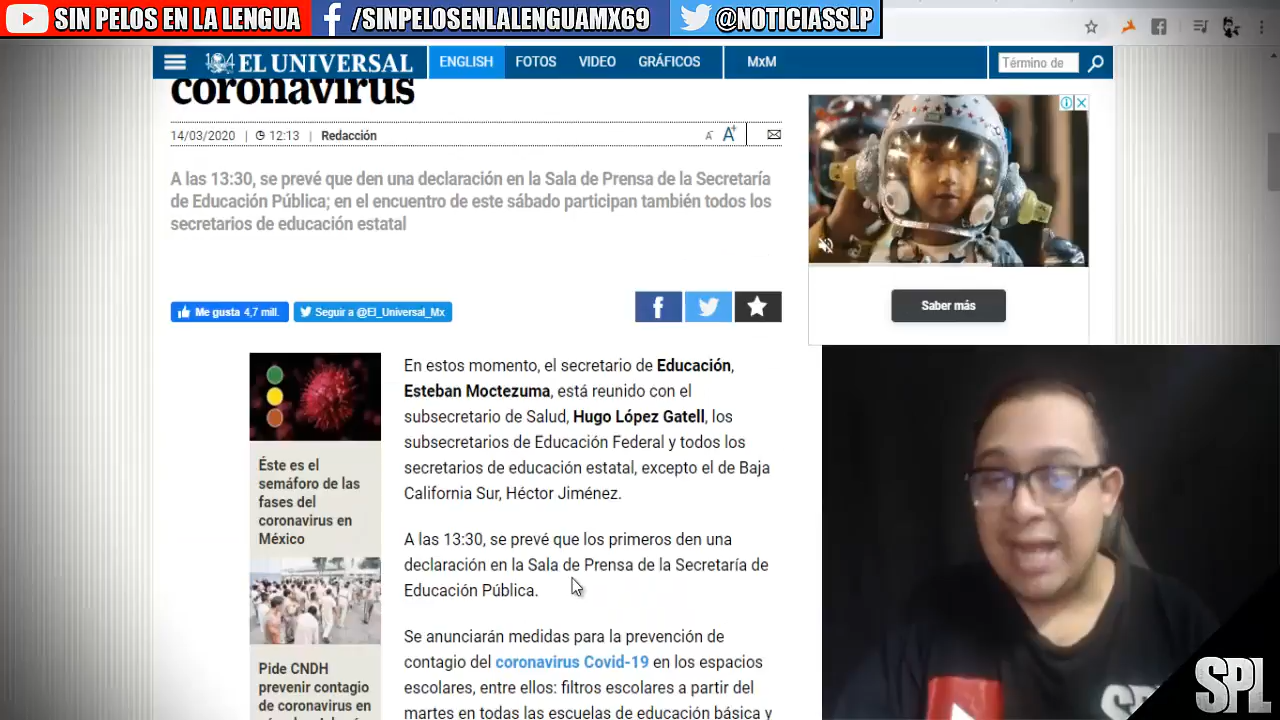 SIN PELOS EN LA LENGUA
/SINPELOSENLALENGUAMX69
@NOTICIASSLP
104 EL UNIVERSAL
ENGLISH
FOTOS
VIDEO
GRÁFICOS
MxM
Término de
coronavirus
14/03/2020 | 12:13 | Redacción
A- A+
A las 13:30, se prevé que den una declaración en la Sala de Prensa de la Secretaría
de Educación Pública; en el encuentro de este sábado participan también todos los
secretarios de educación estatal
Me gusta 4,7 mill.
Seguir a @El_Universal_Mx
Saber más
Éste es el
semáforo de las
fases del
coronavirus en
México
Pide CNDH
prevenir contagio
de coronavirus en
En estos momento, el secretario de Educación,
Esteban Moctezuma, está reunido con el
subsecretario de Salud, Hugo López Gatell, los
subsecretarios de Educación Federal y todos los
secretarios de educación estatal, excepto el de Baja
California Sur, Héctor Jiménez.
A las 13:30, se prevé que los primeros den una
declaración en la Sala de Prensa de la Secretaría de
Educación Pública.
Se anunciarán medidas para la prevención de
contagio del coronavirus Covid-19 en los espacios
escolares, entre ellos: filtros escolares a partir del
martes en todas las escuelas de educación básica y
SPL